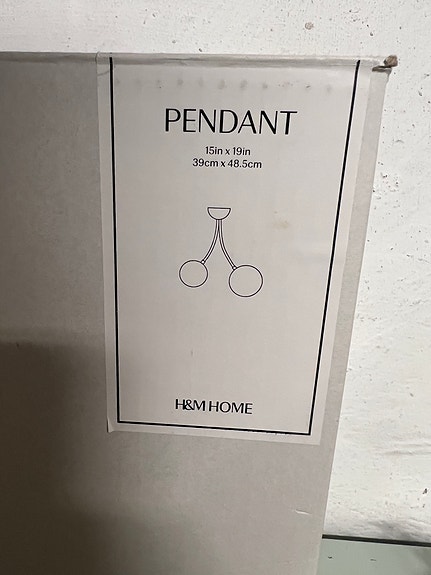 PENDANT
15in x 19in
39cm x 48.5cm
H&M HOME